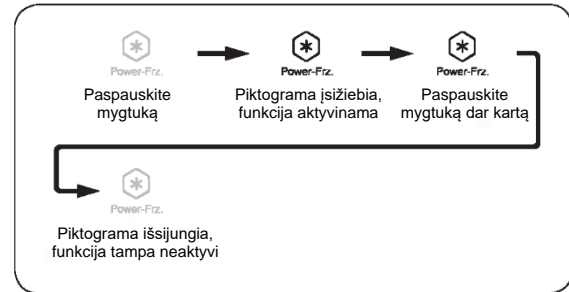 Power-Frz.
Paspauskite
mygtuką
Power-Frz.
Piktograma įsižiebia,
funkcija aktyvinama
Power-Frz.
Paspauskite
mygtuką dar kartą
Power-Frz.
Piktograma išsijungia,
funkcija tampa neaktyvi